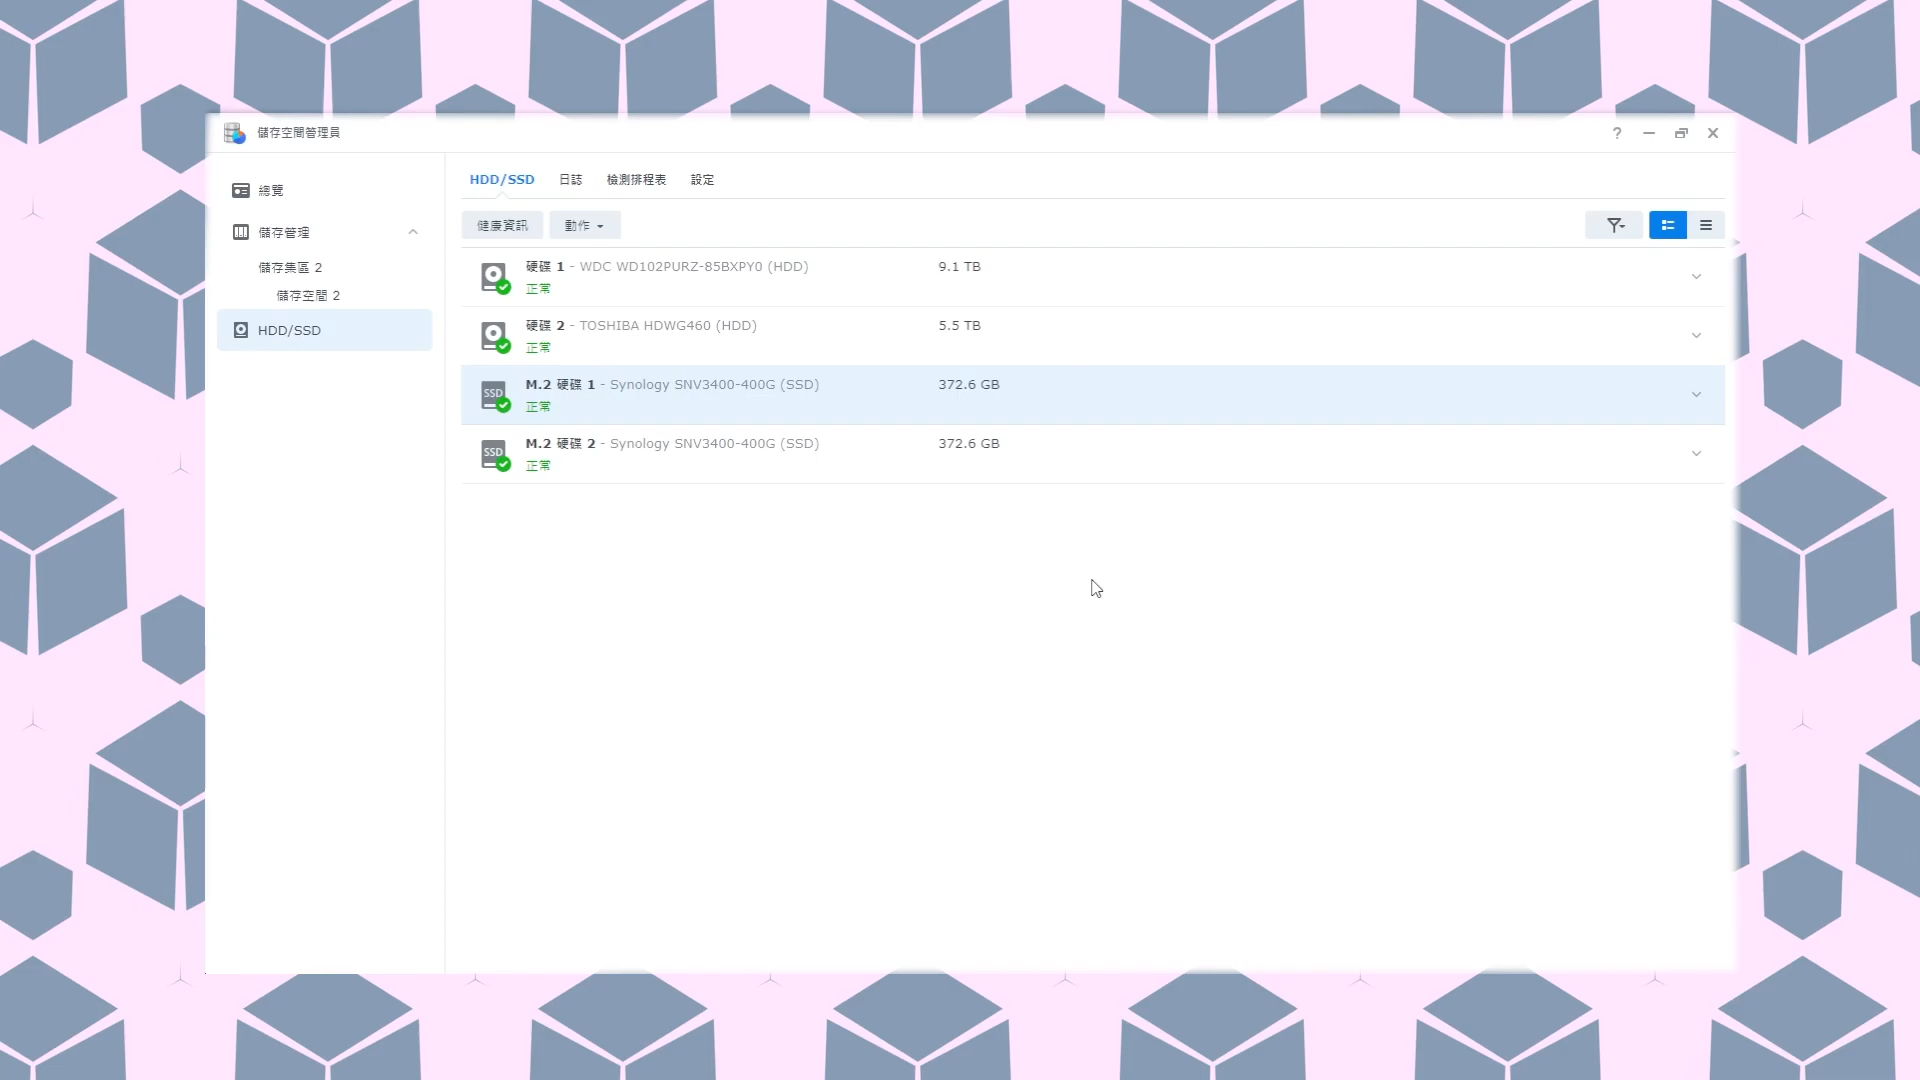 儲存空間管理員
?
總覽
儲存管理
儲存集區 2
儲存空間 2
HDD/SSD
HDD/SSD 日誌 檢測排程表 設定
健康資訊 動作
硬碟 1 - WDC WD102PURZ-85BXPY0 (HDD) 9.1 TB
正常
硬碟 2 - TOSHIBA HDWG460 (HDD) 5.5 TB
正常
SSD M.2 硬碟 1 - Synology SNV3400-400G (SSD) 372.6 GB
正常
SSD M.2 硬碟 2 - Synology SNV3400-400G (SSD) 372.6 GB
正常